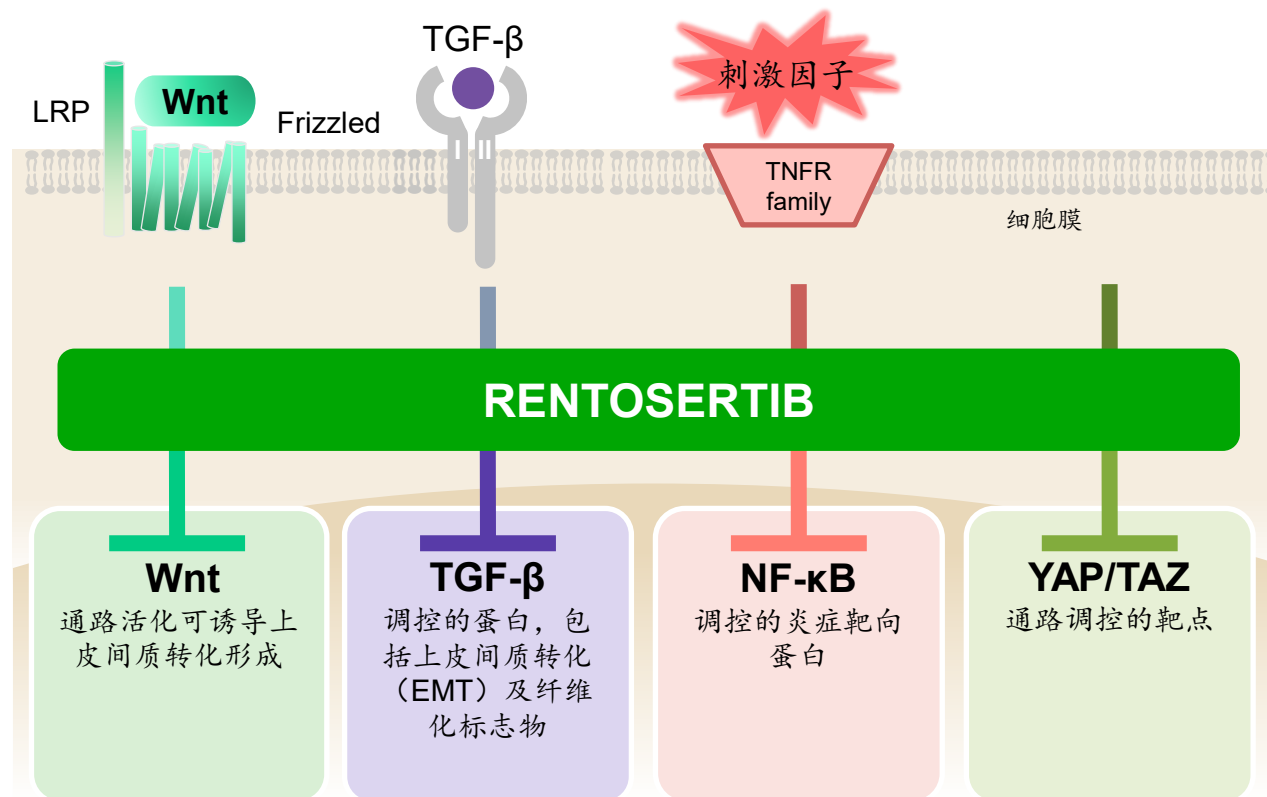 TGF-β
刺激因子
LRP
Wnt
Frizzled
I II
TNFR
family
细胞膜
RENTOSERTIB
Wnt
通路活化可诱导上
皮间质转化形成
TGF-β
调控的蛋白，包
括上皮间质转化
（EMT）及纤维
化标志物
NF-κB
调控的炎症靶向
蛋白
YAP/TAZ
通路调控的靶点